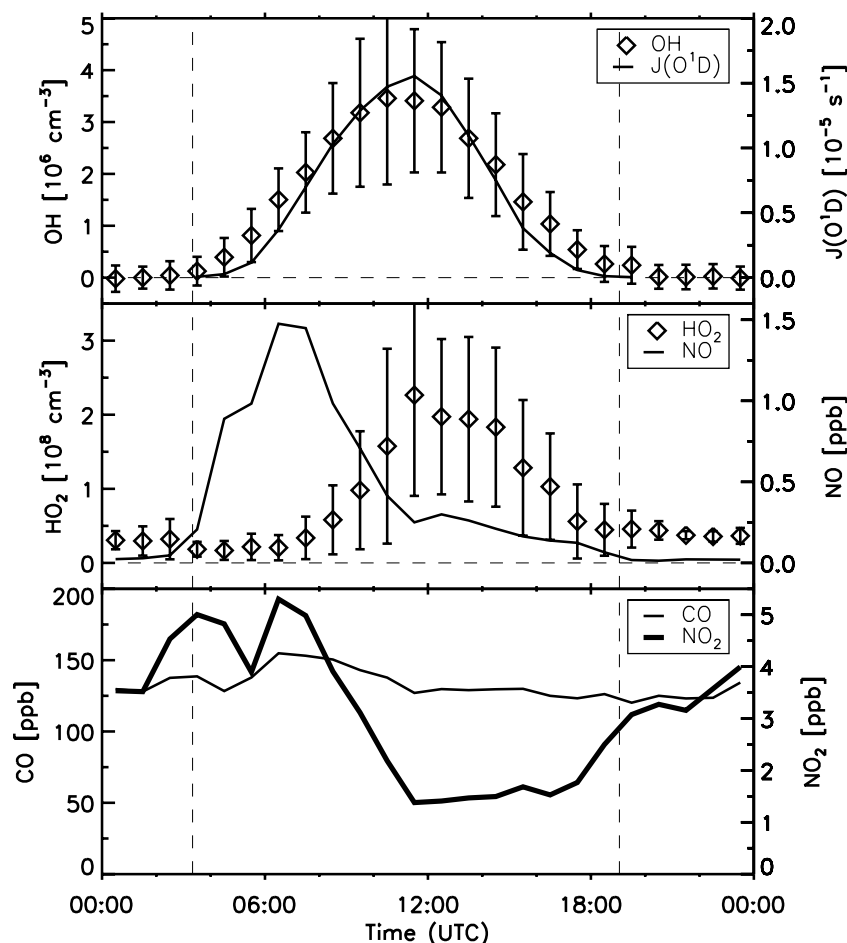 5
4
3
2
1
0
OH [10⁶ cm⁻³]
OH
J(O¹D)
2.0
1.5
1.0
0.5
0.0
J(O¹D) [10⁻⁵ s⁻¹]
3
2
1
0
HO₂ [10⁸ cm⁻³]
HO₂
NO
1.5
1.0
0.5
0.0
NO [ppb]
200
150
100
50
0
CO [ppb]
CO
NO₂
5
4
3
2
1
0
NO₂ [ppb]
00:00 06:00 12:00 18:00 00:00
Time (UTC)